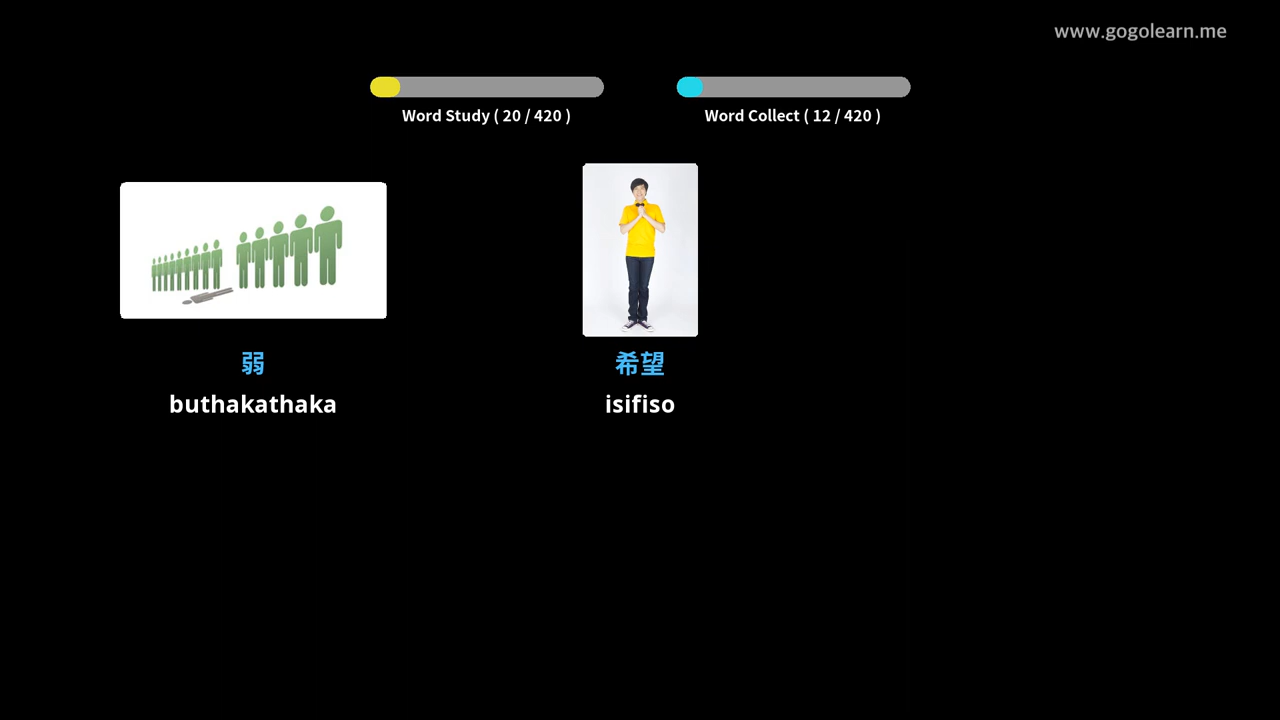 www.gogolearn.me
Word Study ( 20 / 420 )
Word Collect ( 12 / 420 )
弱
希望
buthakathaka
isifiso